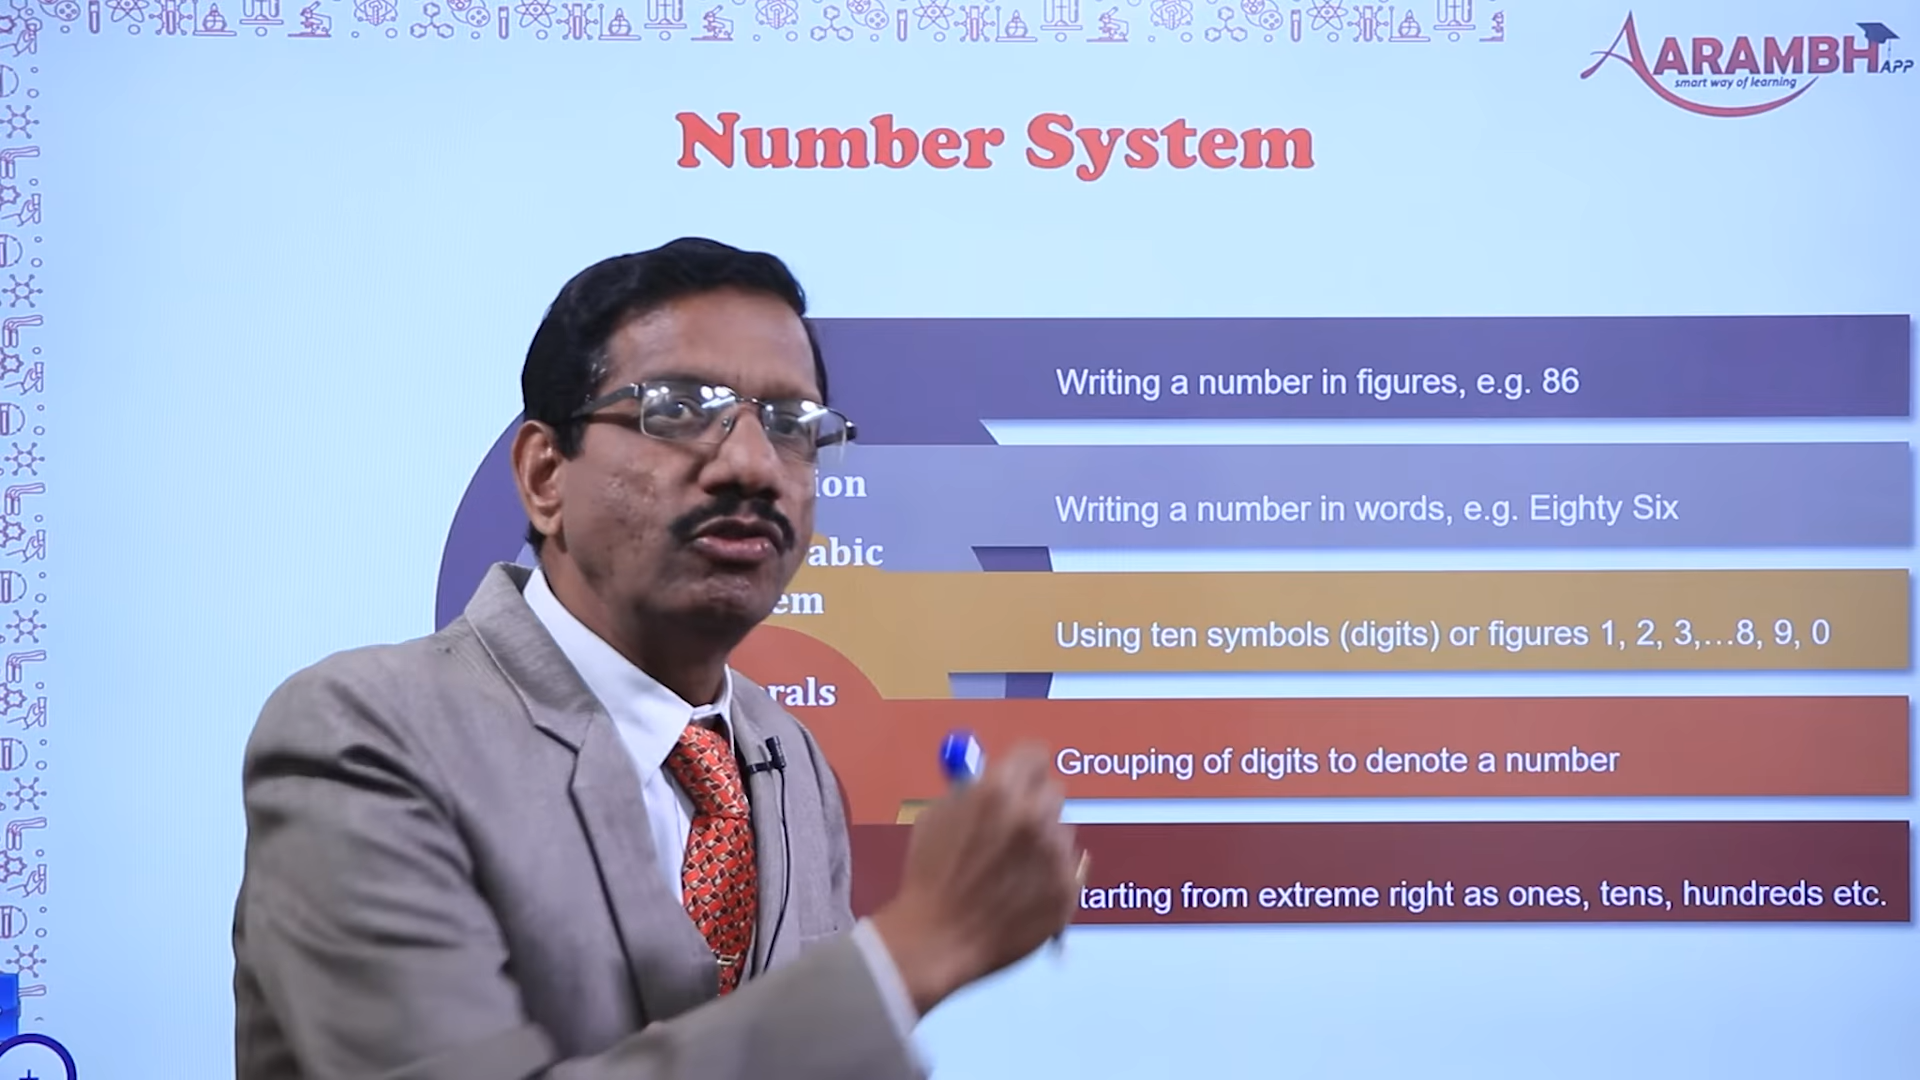 AARAMBH APP
smart way of learning
Number System
Writing a number in figures, e.g. 86
ion
Writing a number in words, e.g. Eighty Six
abic
em
Using ten symbols (digits) or figures 1, 2, 3,...8, 9, 0
rals
Grouping of digits to denote a number
tarting from extreme right as ones, tens, hundreds etc.